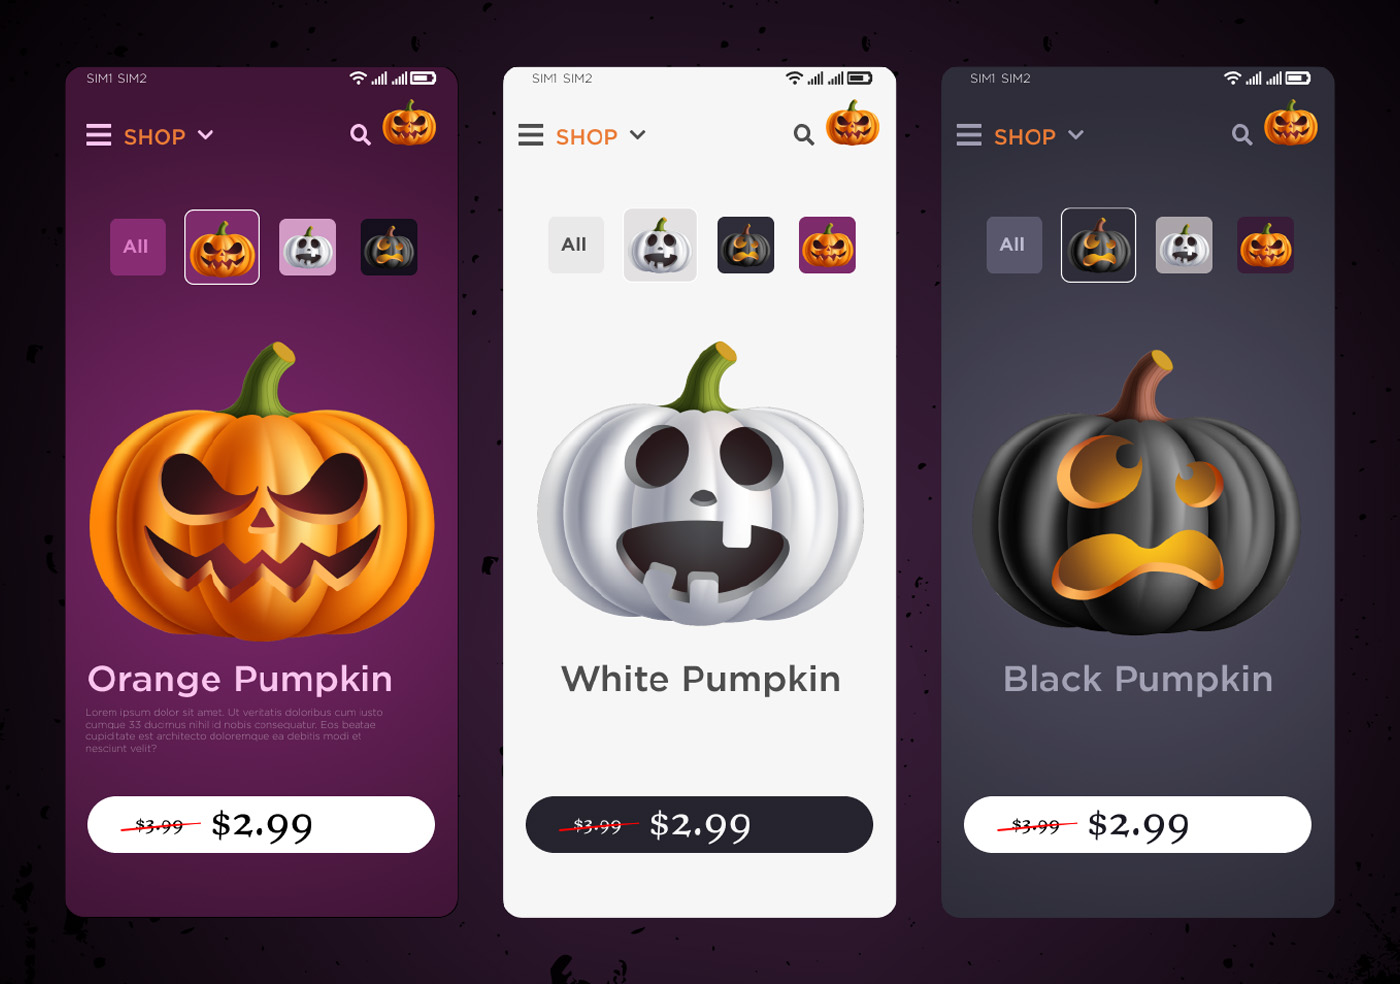 SIM1 SIM2
SHOP
All
Orange Pumpkin
Lorem ipsum dolor sit amet. Ut veritatis doloribus cum iusto
cumque 33 ducimus nihil id nobis consequatur. Eos beatae
cupiditate est architecto doloremque ea debitis modi et
nesciunt velit?
$3.99 $2.99
SIM1 SIM2
SHOP
All
White Pumpkin
$3.99 $2.99
SIM1 SIM2
SHOP
All
Black Pumpkin
$3.99 $2.99